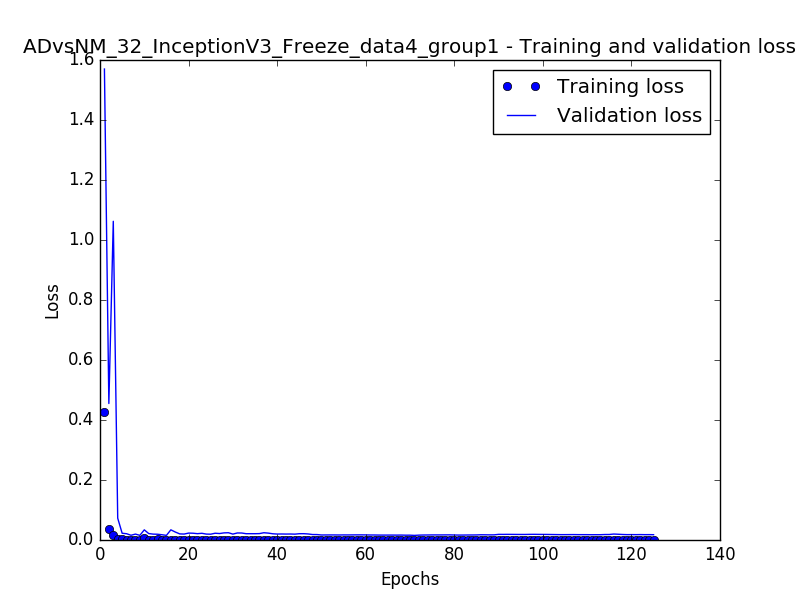 ADvsNM_32_InceptionV3_Freeze_data4_group1 - Training and validation loss
Training loss
Validation loss
1.6
1.4
1.2
1.0
0.8
0.6
0.4
0.2
0.0
Loss
0 20 40 60 80 100 120 140
Epochs